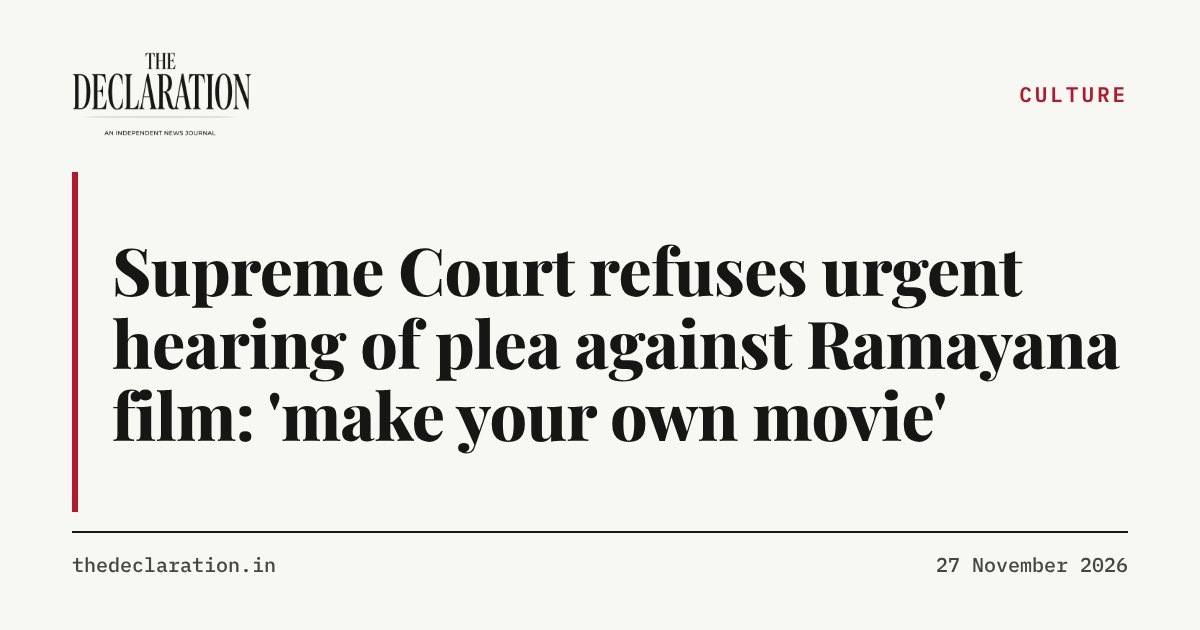 THE
DECLARATION
AN INDEPENDENT NEWS JOURNAL
CULTURE
Supreme Court refuses urgent
hearing of plea against Ramayana
film: 'make your own movie'
thedeclaration.in
27 November 2026